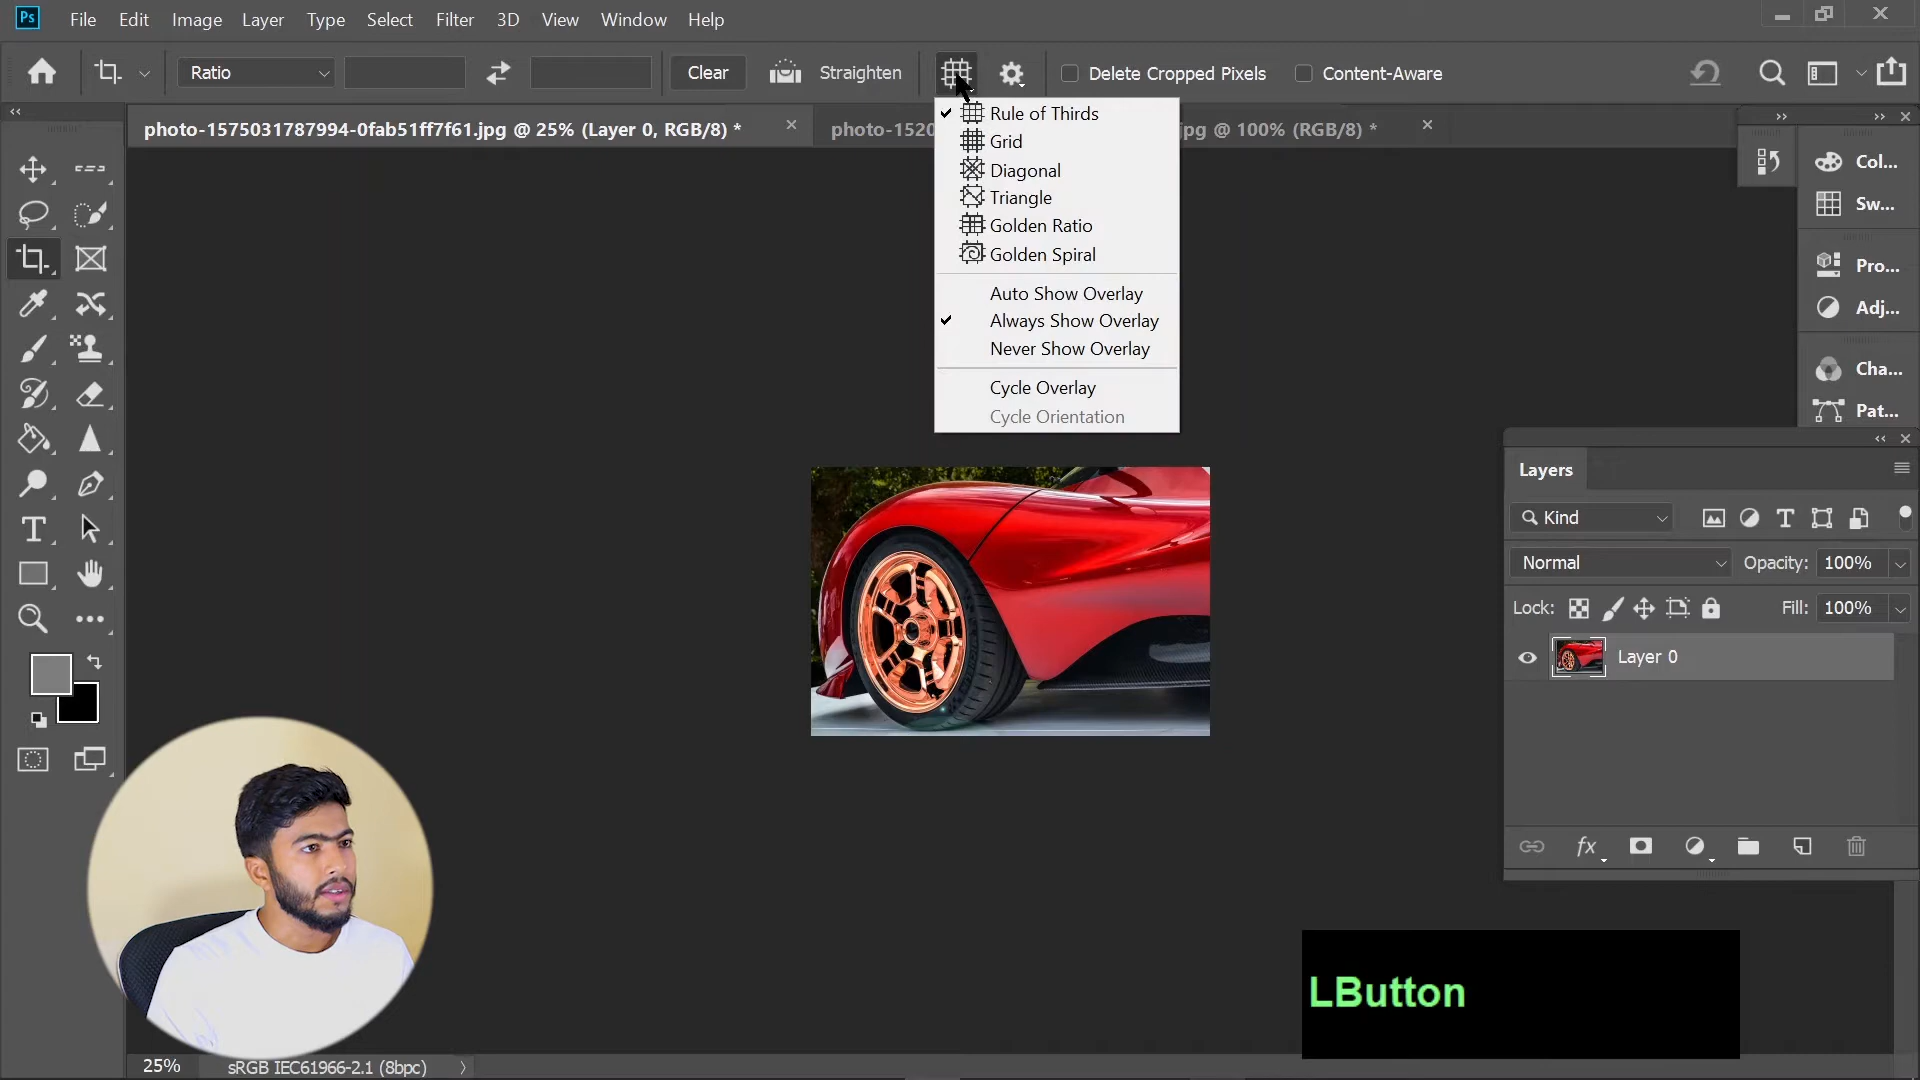 Ps File Edit Image Layer Type Select Filter 3D View Window Help
Ratio Clear Straighten Delete Cropped Pixels Content-Aware
photo-1575031787994-0fab51ff7f61.jpg @ 25% (Layer 0, RGB/8) *
photo-1520 jpg @ 100% (RGB/8) *
Rule of Thirds
Grid
Diagonal
Triangle
Golden Ratio
Golden Spiral
Auto Show Overlay
Always Show Overlay
Never Show Overlay
Cycle Overlay
Cycle Orientation
Col...
Sw...
Pro...
Adj...
Cha...
Pat...
Layers
Kind
Normal Opacity: 100%
Lock: Fill: 100%
Layer 0
fx
LButton
25% sRGB IEC61966-2.1 (8bpc)